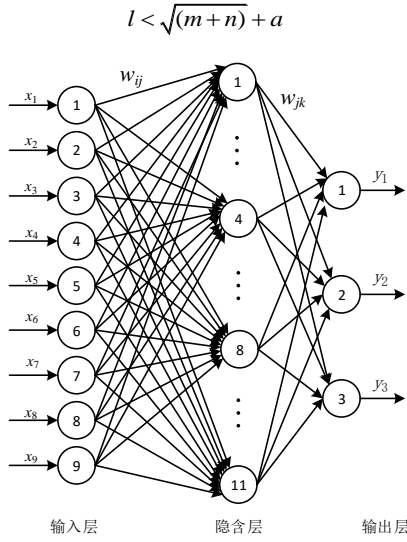 l < √(m+n) + a
w_ij
w_jk
x_1
x_2
x_3
x_4
x_5
x_6
x_7
x_8
x_9
1
2
3
4
5
6
7
8
9
1
4
8
11
1
2
3
y_1
y_2
y_3
输入层 隐含层 输出层